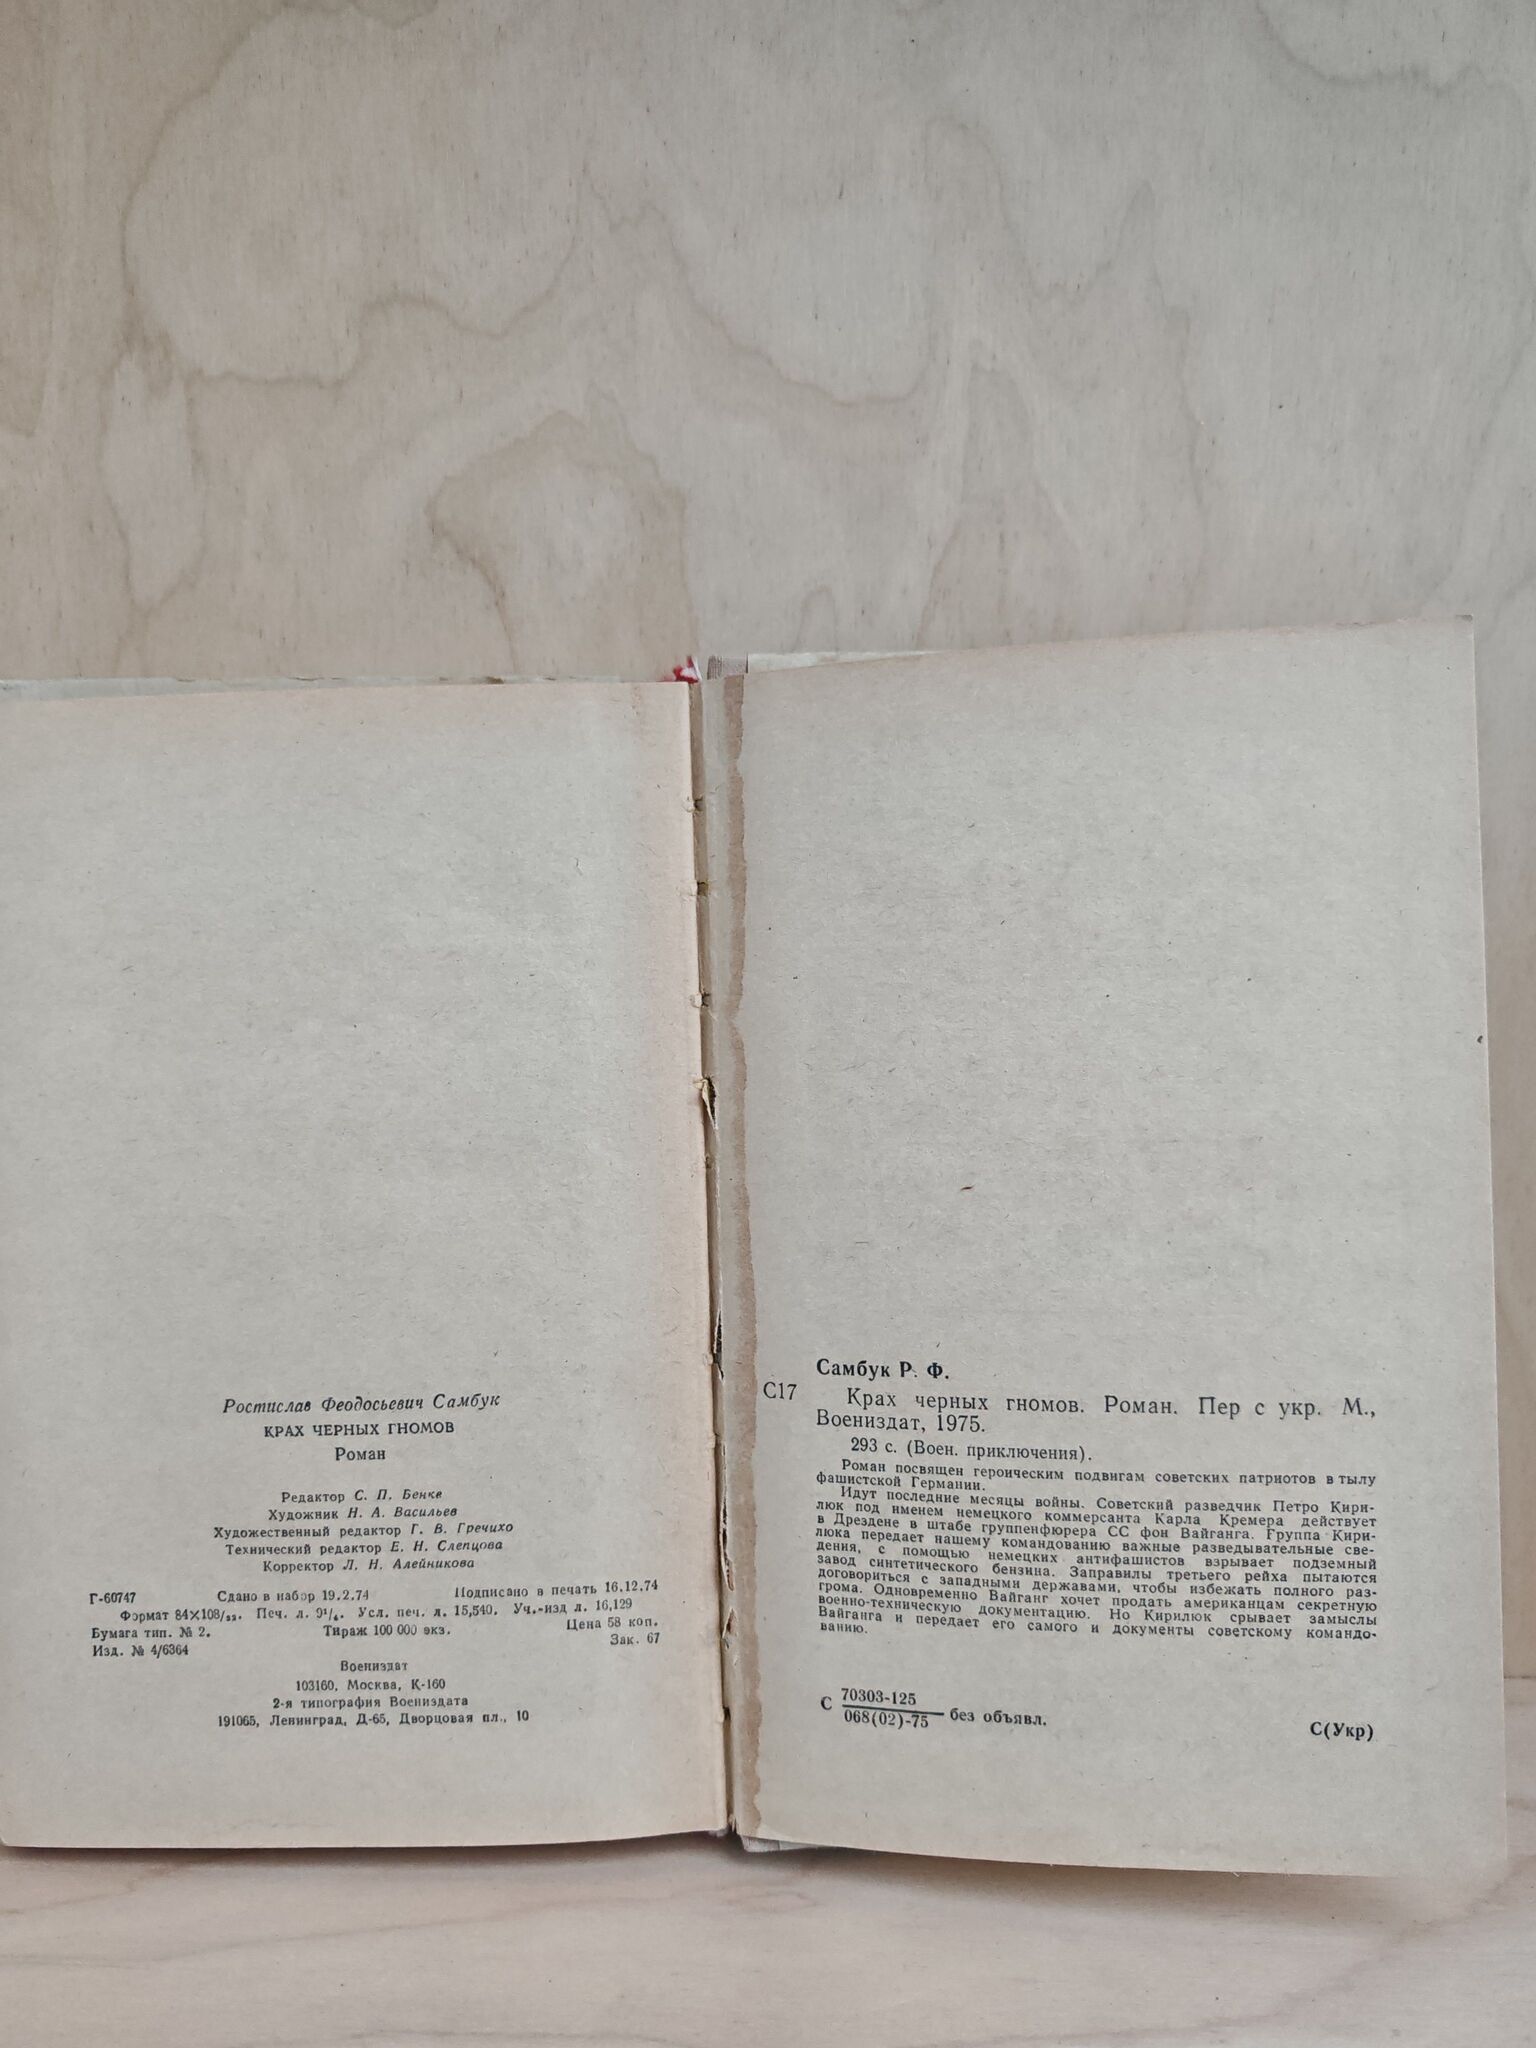 Ростислав Феодосьевич Самбук
КРАХ ЧЕРНЫХ ГНОМОВ
Роман
Редактор С. П. Бенке
Художник Н. А. Васильев
Художественный редактор Г. В. Гречихо
Технический редактор Е. Н. Слепцова
Корректор Л. Н. Алейникова
Г-60747 Сдано в набор 19.2.74 Подписано в печать 16.12.74
Формат 84×108/₃₂. Печ. л. 9¹/₄. Усл. печ. л. 15,540. Уч.-изд л. 16,129
Бумага тип. № 2. Тираж 100 000 экз. Цена 58 коп.
Изд. № 4/6364 Зак. 67
Воениздат
103160, Москва, К-160
2-я типография Воениздата
191065, Ленинград, Д-65, Дворцовая пл., 10
Самбук Р. Ф.
С17 Крах черных гномов. Роман. Пер с укр. М.,
Воениздат, 1975.
293 с. (Воен. приключения).
Роман посвящен героическим подвигам советских патриотов в тылу
фашистской Германии.
Идут последние месяцы войны. Советский разведчик Петро Кири-
люк под именем немецкого коммерсанта Карла Кремера действует
в Дрездене в штабе группенфюрера СС фон Вайганга. Группа Кири-
люка передает нашему командованию важные разведывательные све-
дения, с помощью немецких антифашистов взрывает подземный
завод синтетического бензина. Заправилы третьего рейха пытаются
договориться с западными державами, чтобы избежать полного раз-
грома. Одновременно Вайганг хочет продать американцам секретную
военно-техническую документацию. Но Кирилюк срывает замыслы
Вайганга и передает его самого и документы советскому командо-
ванию.
С 70303-125
068(02)-75 без объявл.
С(Укр)